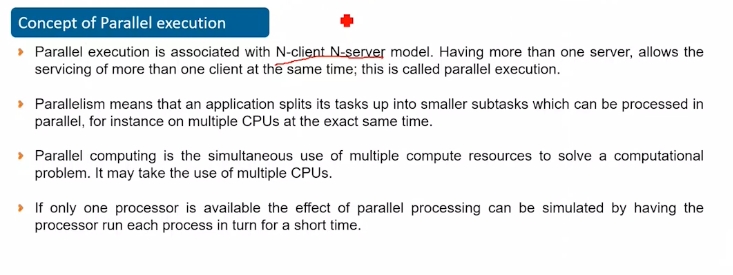 Concept of Parallel execution
Parallel execution is associated with N-client N-server model. Having more than one server, allows the
servicing of more than one client at the same time; this is called parallel execution.
Parallelism means that an application splits its tasks up into smaller subtasks which can be processed in
parallel, for instance on multiple CPUs at the exact same time.
Parallel computing is the simultaneous use of multiple compute resources to solve a computational
problem. It may take the use of multiple CPUs.
If only one processor is available the effect of parallel processing can be simulated by having the
processor run each process in turn for a short time.